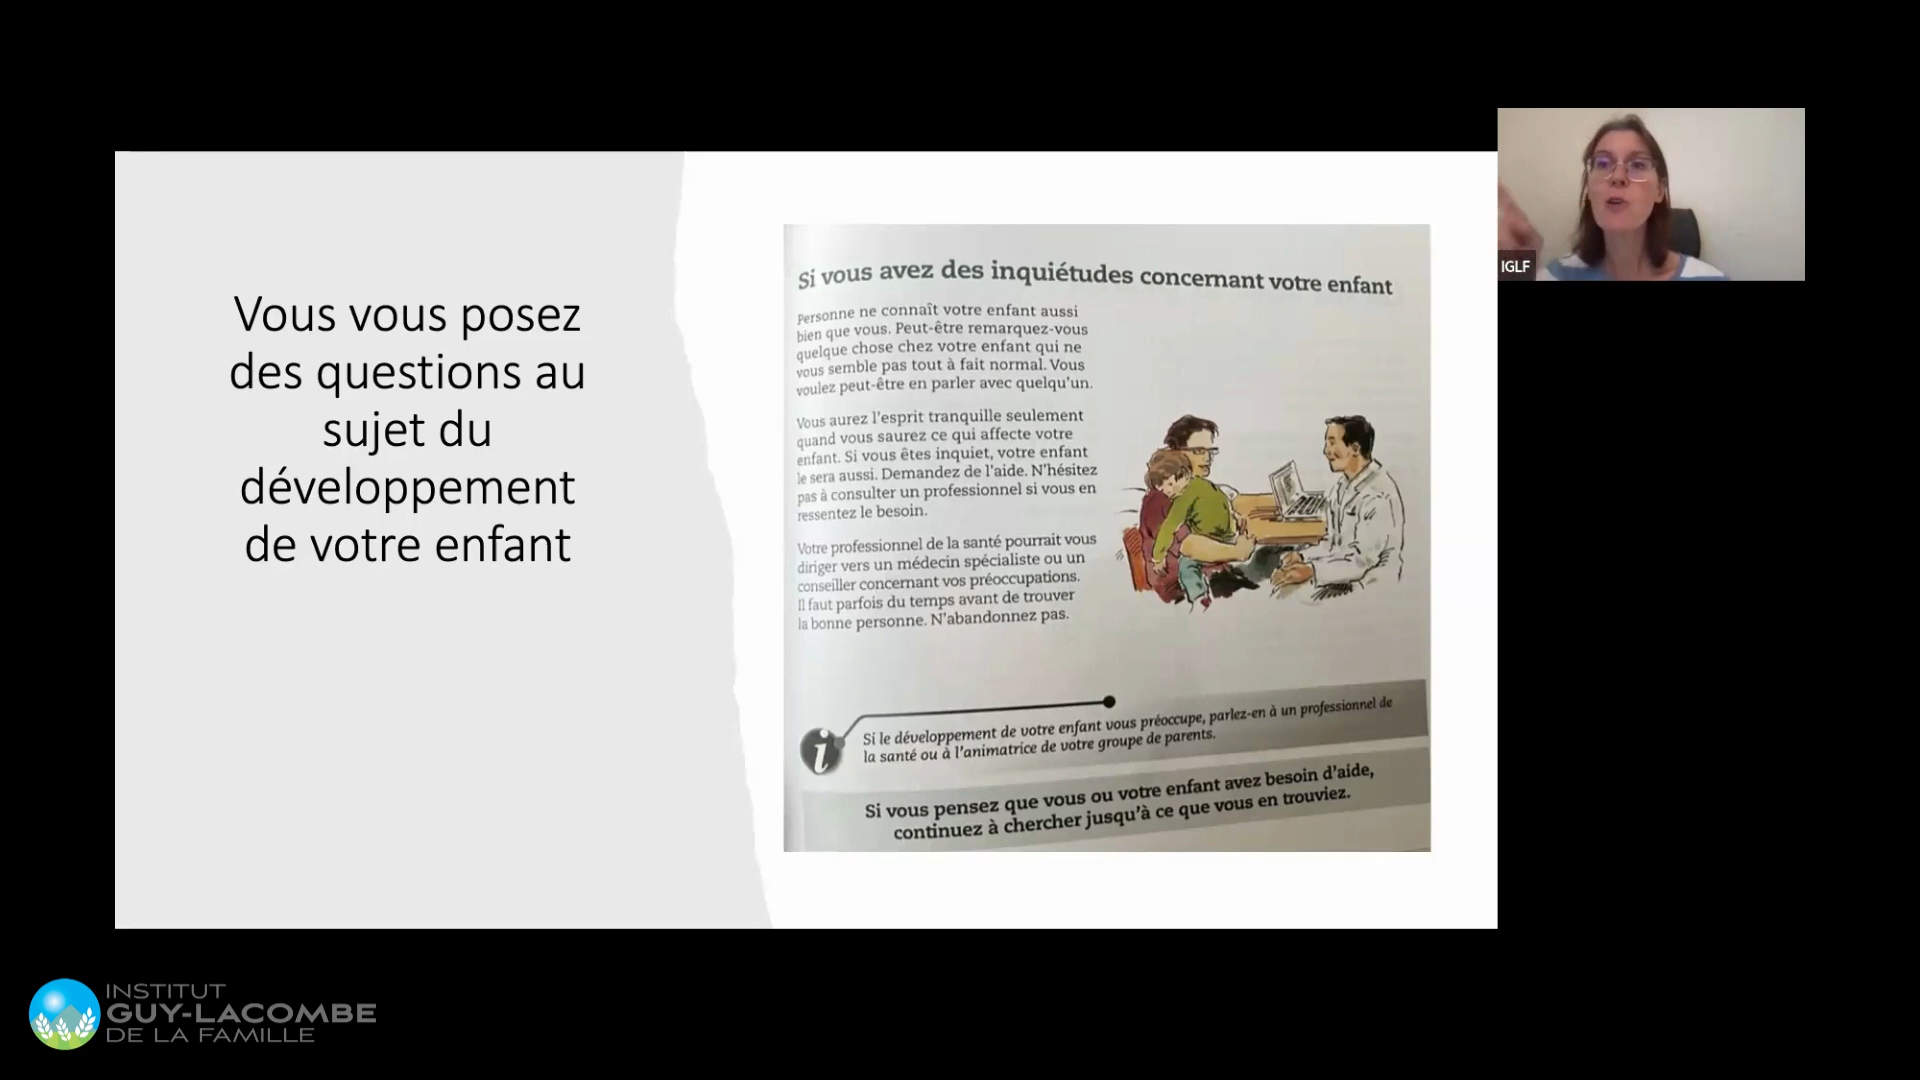 Vous vous posez
des questions au
sujet du
développement
de votre enfant
Si vous avez des inquiétudes concernant votre enfant
Personne ne connaît votre enfant aussi
bien que vous. Peut-être remarquez-vous
quelque chose chez votre enfant qui ne
vous semble pas tout à fait normal. Vous
voulez peut-être en parler avec quelqu'un.
Vous aurez l'esprit tranquille seulement
quand vous saurez ce qui affecte votre
enfant. Si vous êtes inquiet, votre enfant
le sera aussi. Demandez de l'aide. N'hésitez
pas à consulter un professionnel si vous en
ressentez le besoin.
Votre professionnel de la santé pourrait vous
diriger vers un médecin spécialiste ou un
conseiller concernant vos préoccupations.
Il faut parfois du temps avant de trouver
la bonne personne. N'abandonnez pas.
i
Si le développement de votre enfant vous préoccupe, parlez-en à un professionnel de
la santé ou à l'animatrice de votre groupe de parents.
Si vous pensez que vous ou votre enfant avez besoin d'aide,
continuez à chercher jusqu'à ce que vous en trouviez.
IGLF
INSTITUT
GUY-LACOMBE
DE LA FAMILLE